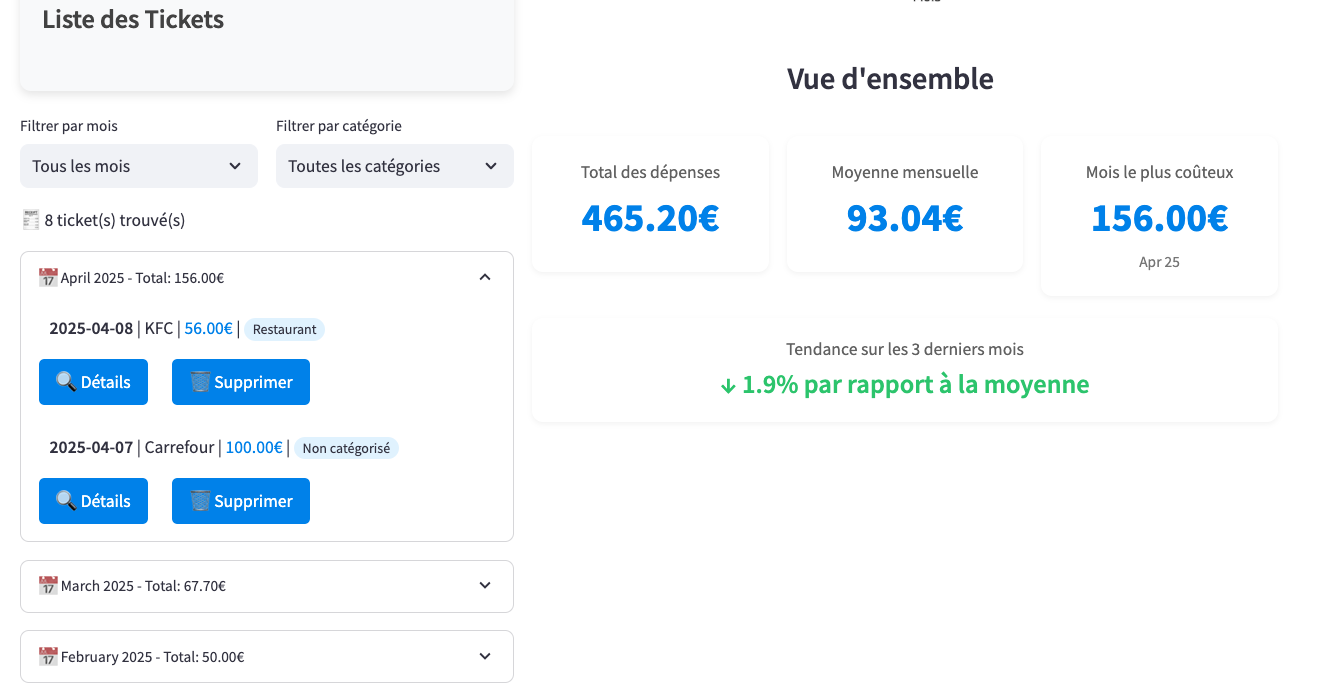 Liste des Tickets
Filtrer par mois
Filtrer par catégorie
Tous les mois
Toutes les catégories
8 ticket(s) trouvé(s)
April 2025 - Total: 156.00€
2025-04-08 | KFC | 56.00€ | Restaurant
Détails
Supprimer
2025-04-07 | Carrefour | 100.00€ | Non catégorisé
Détails
Supprimer
March 2025 - Total: 67.70€
February 2025 - Total: 50.00€
Vue d'ensemble
Total des dépenses
465.20€
Moyenne mensuelle
93.04€
Mois le plus coûteux
156.00€
Apr 25
Tendance sur les 3 derniers mois
↓ 1.9% par rapport à la moyenne